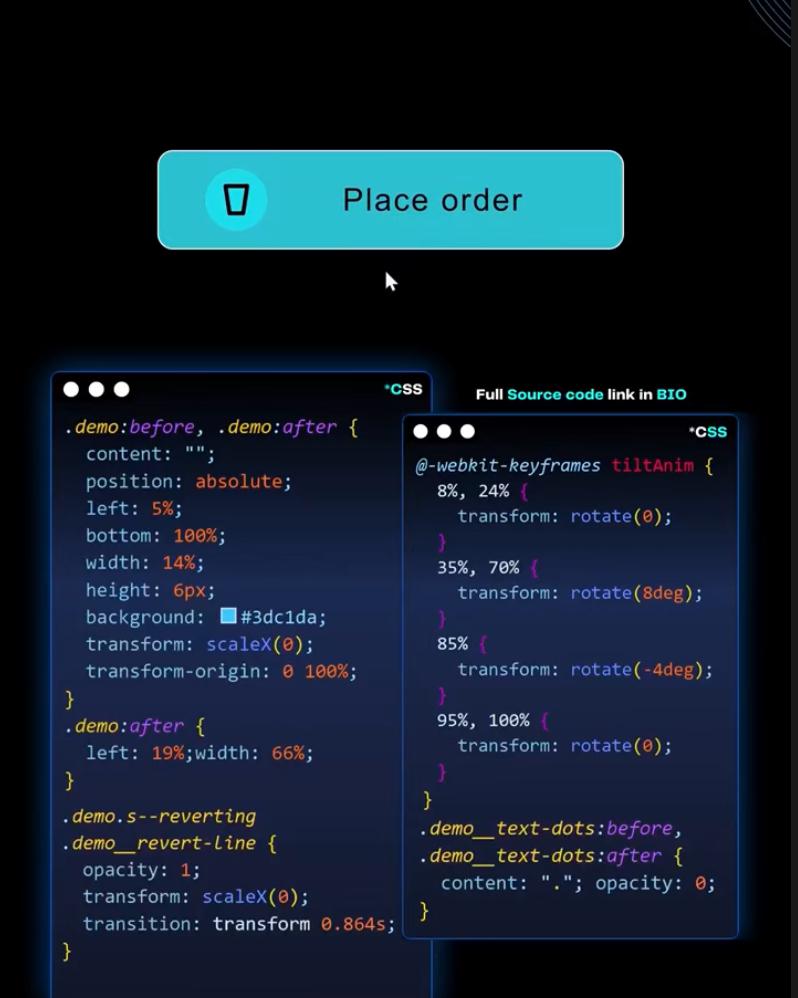 Place order
*CSS
.demo:before, .demo:after {
content: "";
position: absolute;
left: 5%;
bottom: 100%;
width: 14%;
height: 6px;
background: #3dc1da;
transform: scaleX(0);
transform-origin: 0 100%;
}
.demo:after {
left: 19%;width: 66%;
}
.demo.s--reverting
.demo__revert-line {
opacity: 1;
transform: scaleX(0);
transition: transform 0.864s;
}
Full Source code link in BIO
*CSS
@-webkit-keyframes tiltAnim {
8%, 24% {
transform: rotate(0);
}
35%, 70% {
transform: rotate(8deg);
}
85% {
transform: rotate(-4deg);
}
95%, 100% {
transform: rotate(0);
}
}
.demo__text-dots:before,
.demo__text-dots:after {
content: "."; opacity: 0;
}